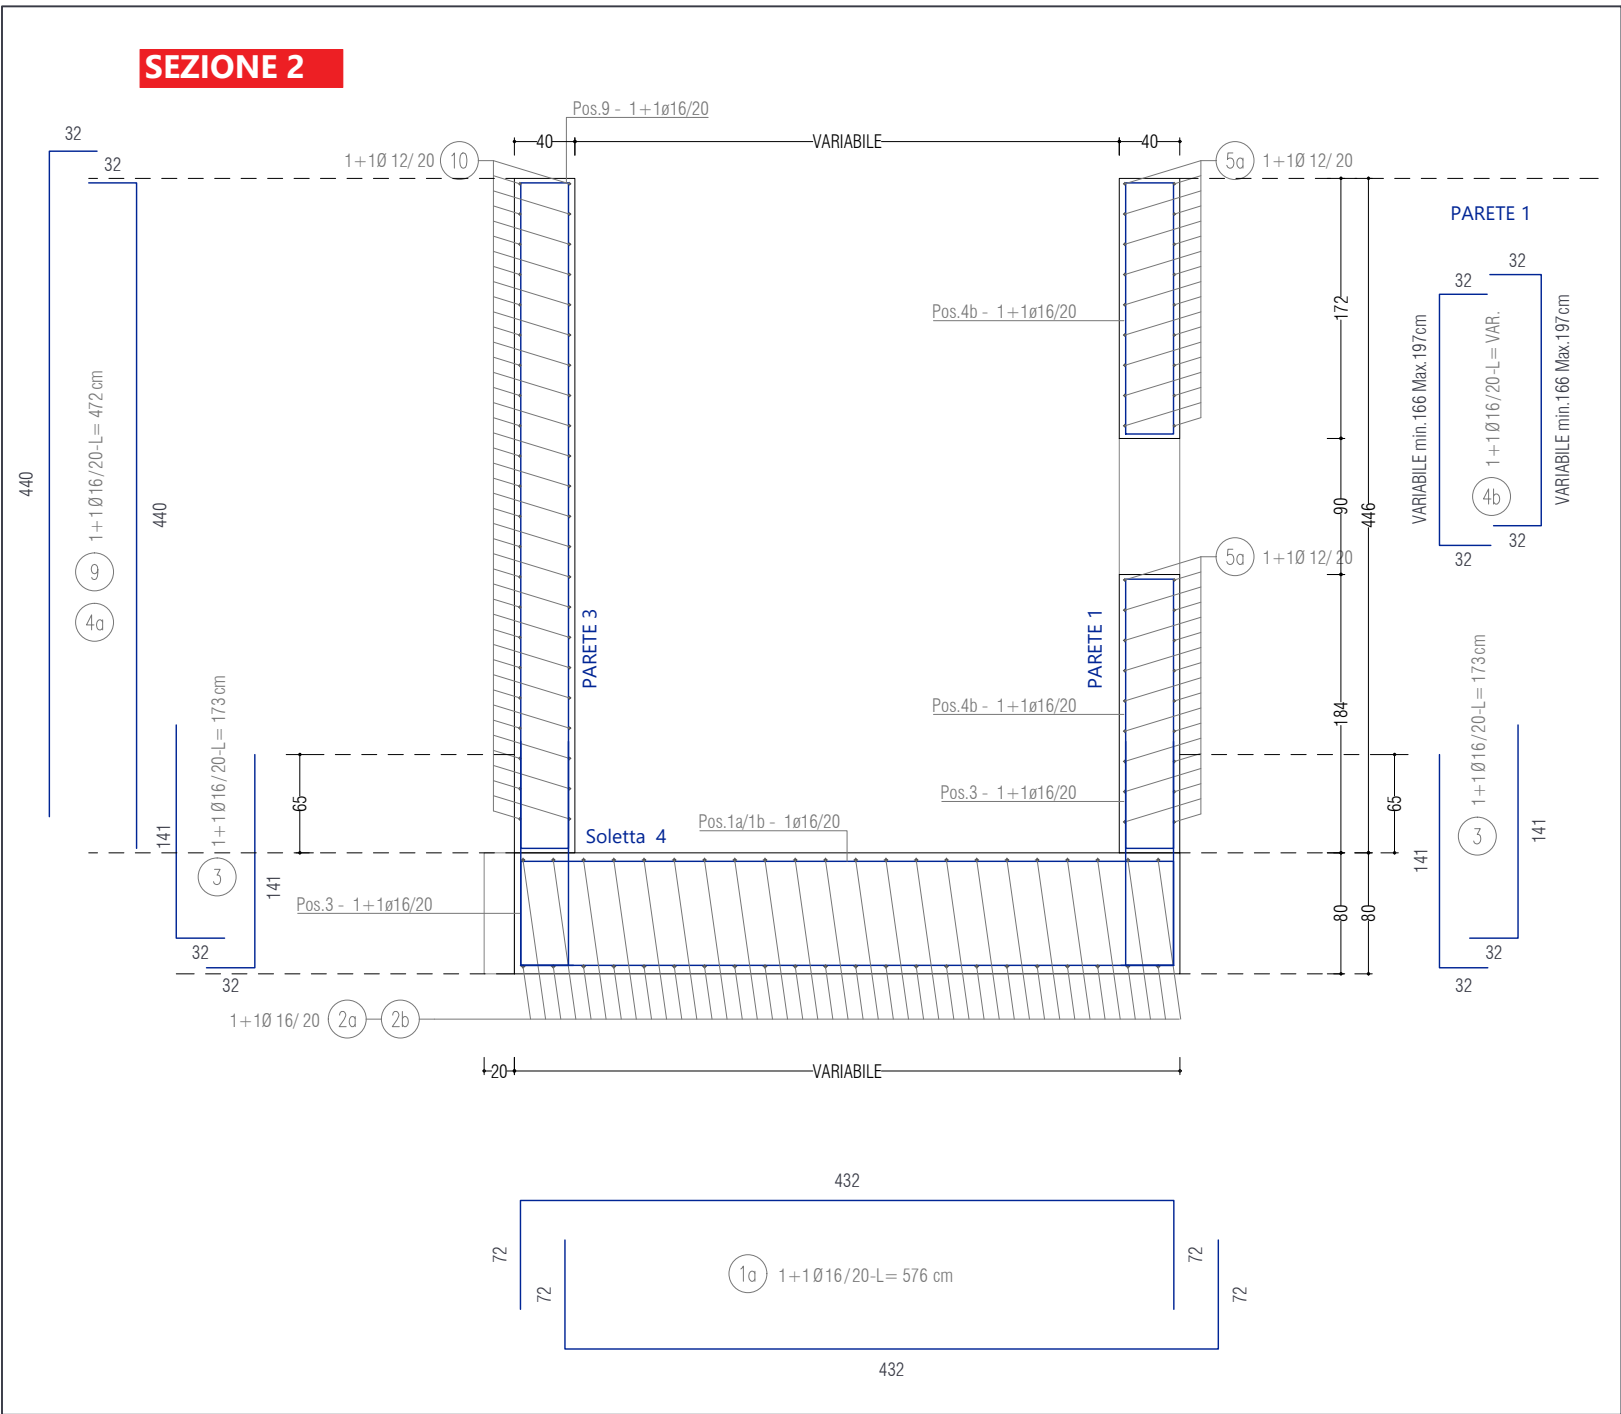 SEZIONE 2
Pos.9 - 1+1ø16/20
32
32
1+1Ø 12/ 20
10
40
VARIABILE
40
5a
1+1Ø 12/ 20
PARETE 1
32
32
Pos.4b - 1+1ø16/20
172
VARIABILE min.166 Max.197cm
4b
1+1Ø16/20-L= VAR.
VARIABILE min.166 Max.197cm
32
32
440
9
4a
1+1Ø16/20-L= 472cm
440
90
446
5a
1+1Ø 12/ 20
PARETE 3
PARETE 1
Pos.4b - 1+1ø16/20
184
141
3
1+1Ø16/20-L= 173cm
141
65
Pos.3 - 1+1ø16/20
65
141
3
1+1Ø16/20-L= 173cm
141
Soletta 4
Pos.1a/1b - 1ø16/20
Pos.3 - 1+1ø16/20
80
80
32
32
32
32
1+1Ø 16/ 20
2a
2b
20
VARIABILE
432
72
72
1a
1+1Ø16/20-L= 576 cm
72
72
432